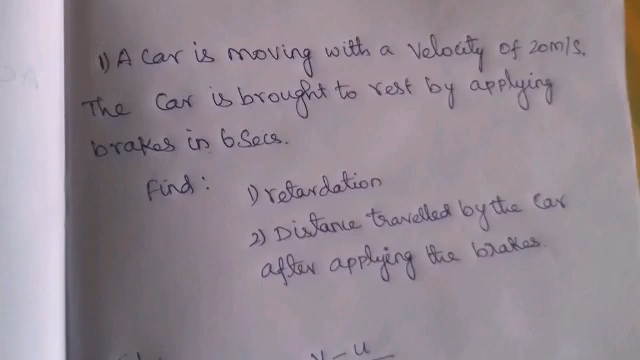 1) A Car is moving with a velocity of 20m/s.
The Car is brought to rest by applying
brakes in 6 Secs.
Find: 1) retardation
2) Distance travelled by the Car
after applying the brakes.
v - u